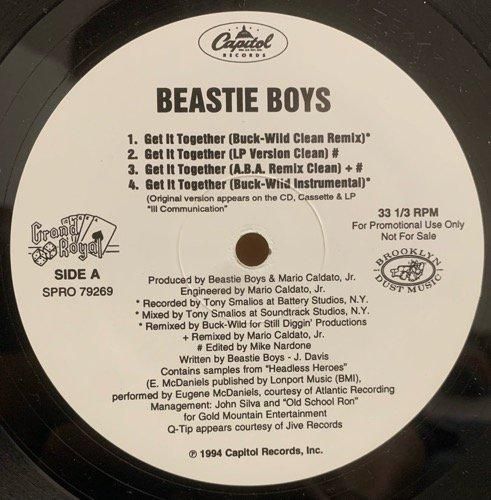 Capitol
RECORDS
BEASTIE BOYS
1. Get It Together (Buck-Wild Clean Remix)*
2. Get It Together (LP Version Clean) #
3. Get It Together (A.B.A. Remix Clean) + #
4. Get It Together (Buck-Wild Instrumental)*
(Original version appears on the CD, Cassette & LP
"Ill Communication"
Grand
Royal
SIDE A
SPRO 79269
33 1/3 RPM
For Promotional Use Only
Not For Sale
BROOKLYN
DUST MUSIC
Produced by Beastie Boys & Mario Caldato, Jr.
Engineered by Mario Caldato, Jr.
* Recorded by Tony Smalios at Battery Studios, N.Y.
* Mixed by Tony Smalios at Soundtrack Studios, N.Y.
* Remixed by Buck-Wild for Still Diggin' Productions
+ Remixed by Mario Caldato, Jr.
# Edited by Mike Nardone
Written by Beastie Boys - J. Davis
Contains samples from "Headless Heroes"
(E. McDaniels published by Lonport Music (BMI),
performed by Eugene McDaniels, courtesy of Atlantic Recording
Management: John Silva and "Old School Ron"
for Gold Mountain Entertainment
Q-Tip appears courtesy of Jive Records
℗ 1994 Capitol Records, Inc.